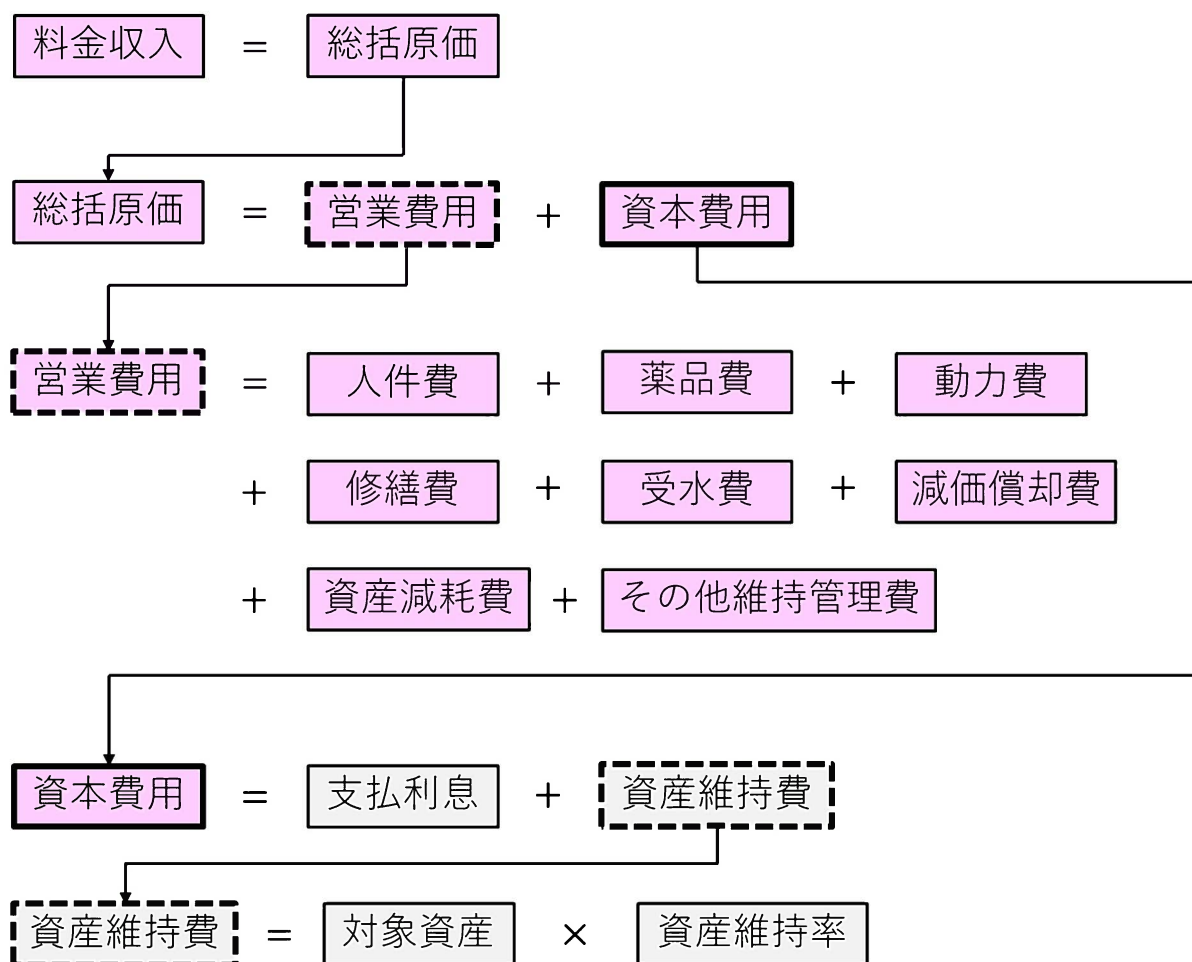 料金収入 = 総括原価
総括原価 = 営業費用 + 資本費用
営業費用 = 人件費 + 薬品費 + 動力費
+ 修繕費 + 受水費 + 減価償却費
+ 資産減耗費 + その他維持管理費
資本費用 = 支払利息 + 資産維持費
資産維持費 = 対象資産 × 資産維持率